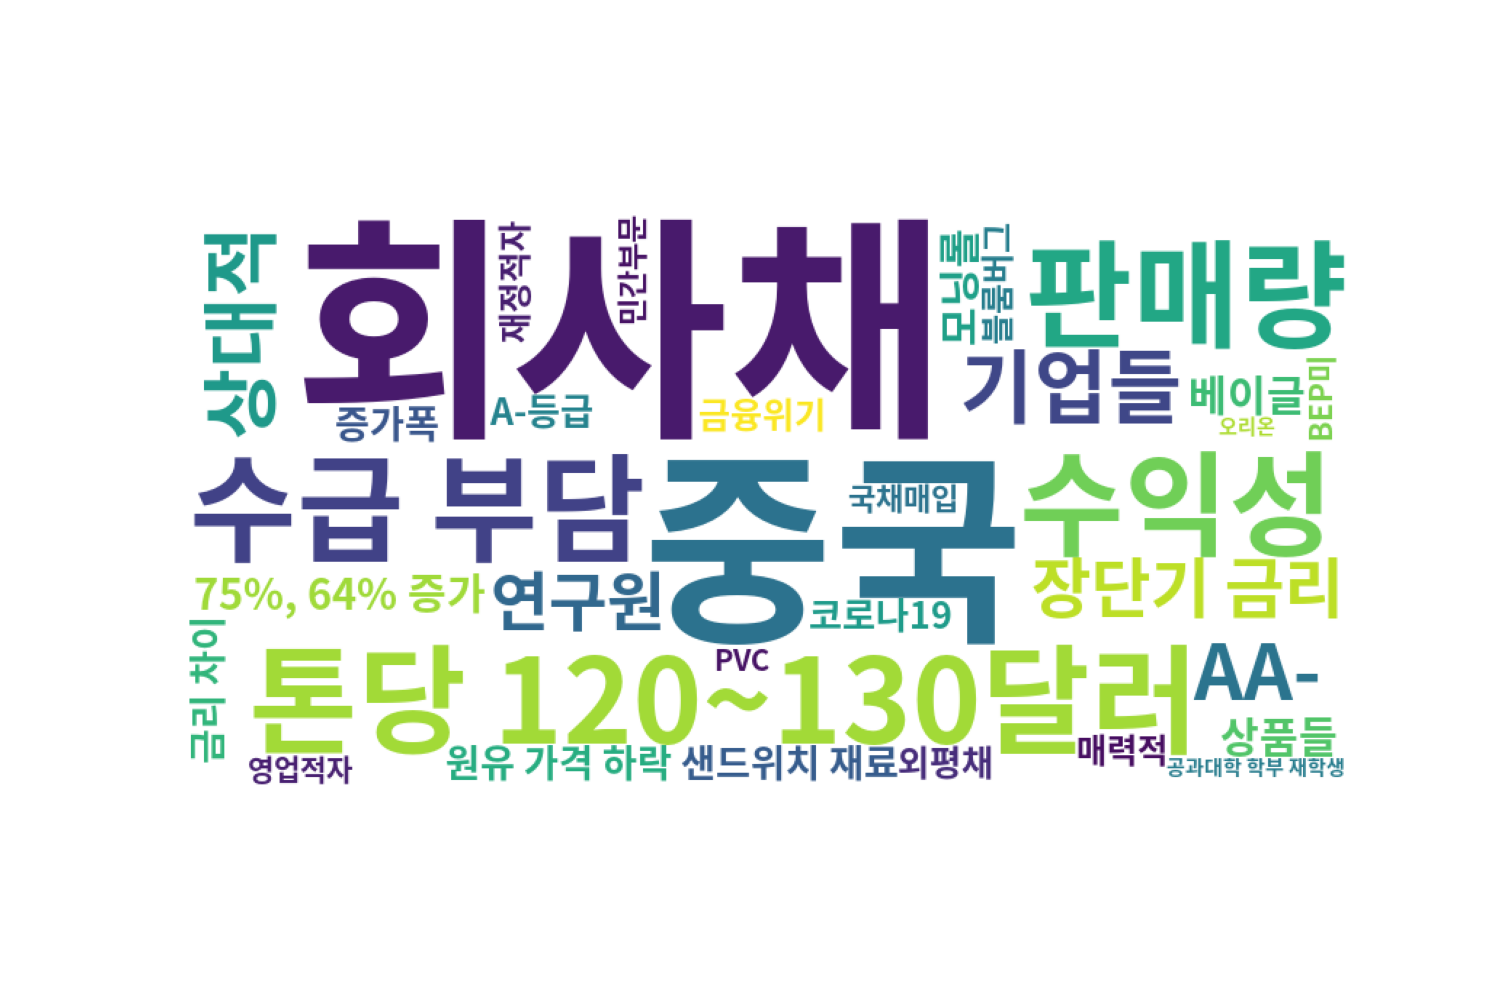 상대적
회사채
재정적자
민간부문
모닝롤
블룸버그
판매량
기업들
베이글
BEP미
오리온
증가폭
A-등급
금융위기
수급 부담
중국
국채매입
수익성
75%, 64% 증가
연구원
코로나19
장단기 금리
금리 차이
톤당 120~130달러
PVC
AA-
영업적자
원유 가격 하락
샌드위치 재료
외평채
매력적
상품들
공과대학 학부 재학생